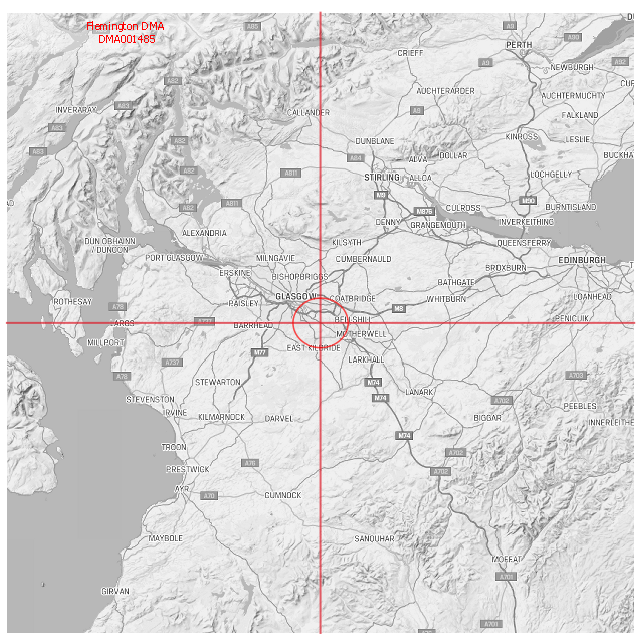 Flemington DMA
DMA001485
A85
A9
A90
PERTH
CRIEFF
A9
NEWBURGH
A92
A82
AUCHTERARDER
AUCHTERMUCHTY
INVERARAY
A83
CALLANDER
A9
FALKLAND
A83
A82
DUNBLANE
KINROSS
LESLIE
A83
A84
ALVA
DOLLAR
A82
A811
STIRLING
ALLOA
LOCHGELLY
M9
M90
A82
A811
M876
CULROSS
BURNTISLAND
DENNY
GRANGEMOUTH
INVERKEITHING
ALEXANDRIA
KILSYTH
QUEENSFERRY
DUN OBHAINN
/ DUNOON
PORT GLASGOW
MILNGAVIE
CUMBERNAULD
EDINBURGH
ERSKINE
BISHOPBRIGGS
BROXBURN
BATHGATE
ROTHESAY
GLASGOW
COATBRIDGE
WHITBURN
LOANHEAD
A78
PAISLEY
M8
LARGS
A737
BARRHEAD
BELLSHILL
PENICUIK
MILLPORT
MOTHERWELL
EAST KILBRIDE
M77
A737
LARKHALL
A78
STEWARTON
M74
A703
STEVENSTON
M74
LANARK
A702
PEEBLES
IRVINE
KILMARNOCK
DARVEL
BIGGAR
M74
TROON
A702
PRESTWICK
A76
A702
AYR
A70
CUMNOCK
MAYBOLE
SANQUHAR
MOFFAT
A701
GIRVAN
A701